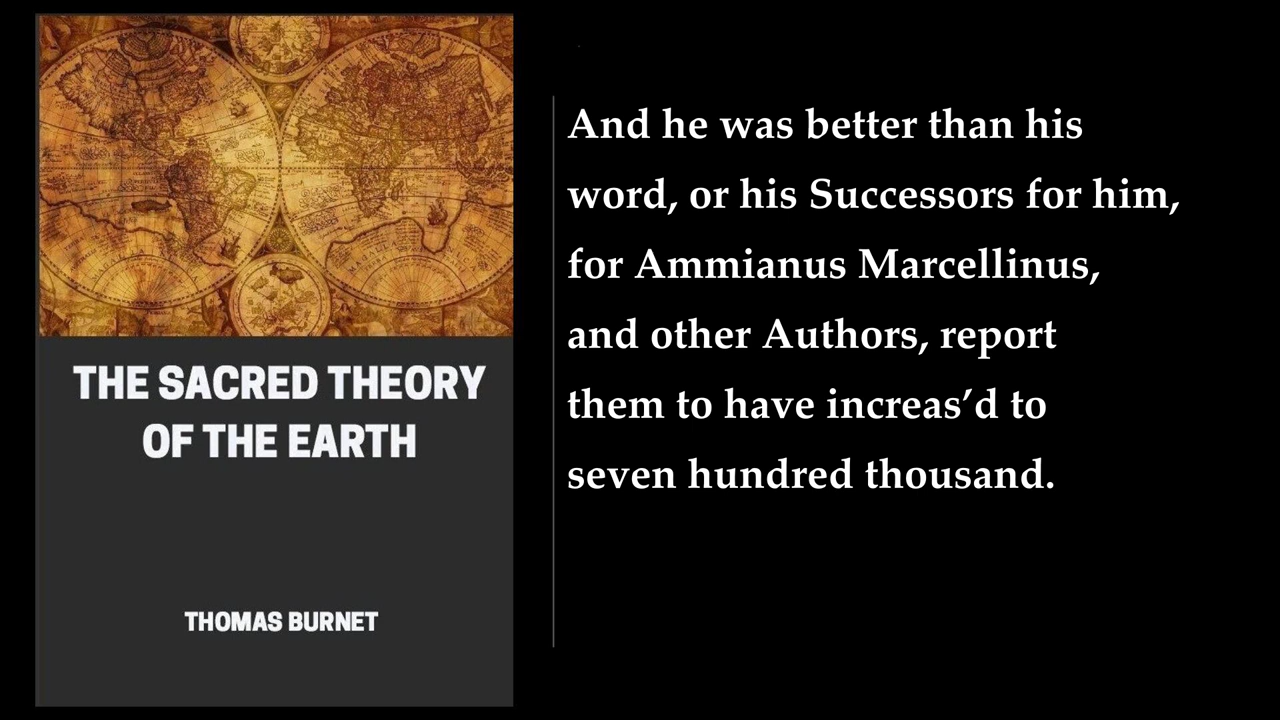 THE SACRED THEORY
OF THE EARTH
THOMAS BURNET
And he was better than his
word, or his Successors for him,
for Ammianus Marcellinus,
and other Authors, report
them to have increas’d to
seven hundred thousand.